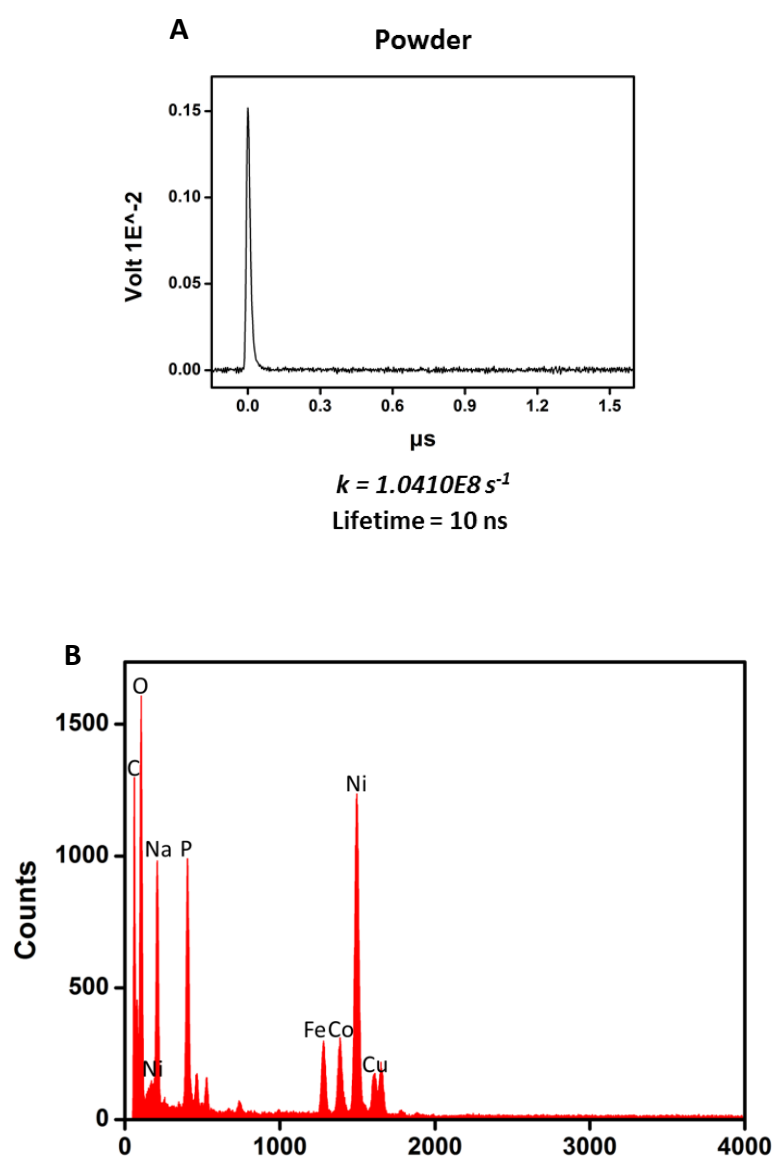 A
Powder
0.15
0.10
0.05
0.00
Volt 1E^-2
0.0 0.3 0.6 0.9 1.2 1.5
µs
k = 1.0410E8 s-1
Lifetime = 10 ns
B
1500
1000
500
0
Counts
O
C
Ni
Na P
Fe Co
Cu
Ni
0 1000 2000 3000 4000